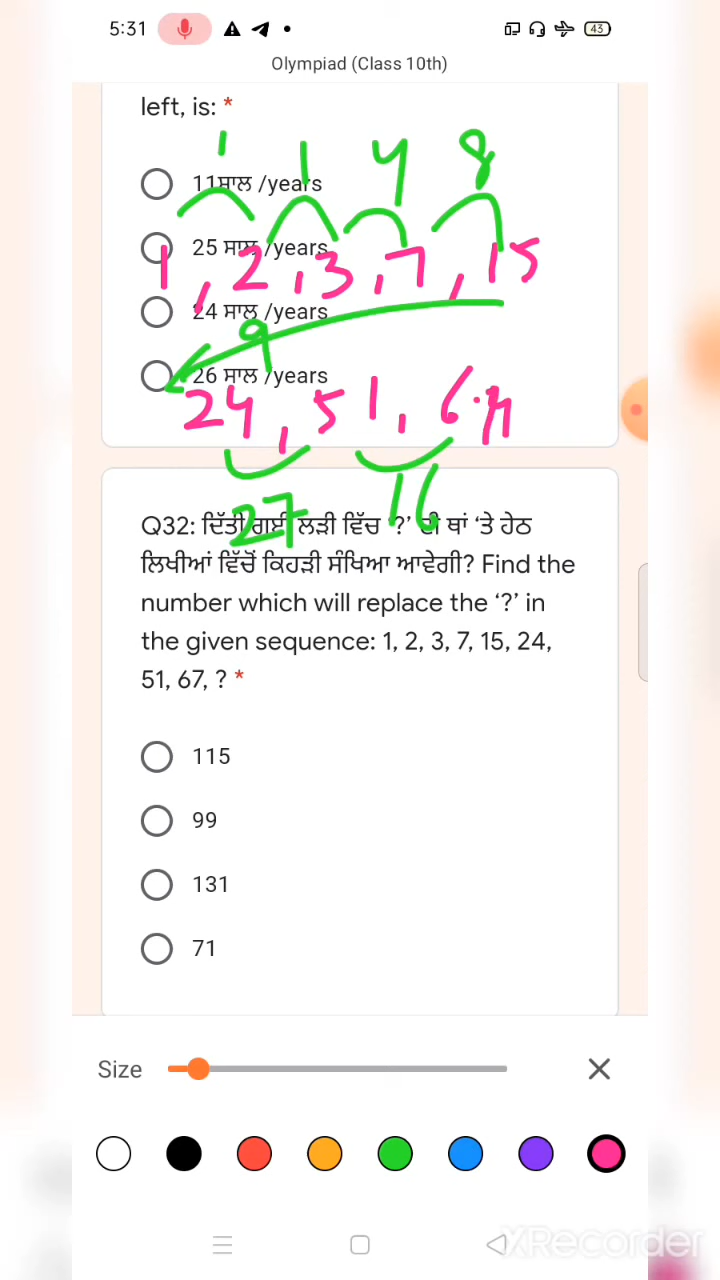 5:31
43
Olympiad (Class 10th)
left, is: *
1 1 4 8
11ਸਾਲ /years
25 ਸਾਲ /years
1, 2, 3, 7, 15
24 ਸਾਲ /years
9
26 ਸਾਲ /years
24, 51, 67
27 16
Q32: ਦਿੱਤੀ ਗਈ ਲੜੀ ਵਿੱਚ '?' ਦੀ ਥਾਂ 'ਤੇ ਹੇਠ
ਲਿਖੀਆਂ ਵਿੱਚੋਂ ਕਿਹੜੀ ਸੰਖਿਆ ਆਵੇਗੀ? Find the
number which will replace the '?' in
the given sequence: 1, 2, 3, 7, 15, 24,
51, 67, ? *
115
99
131
71
Size
XRecorder